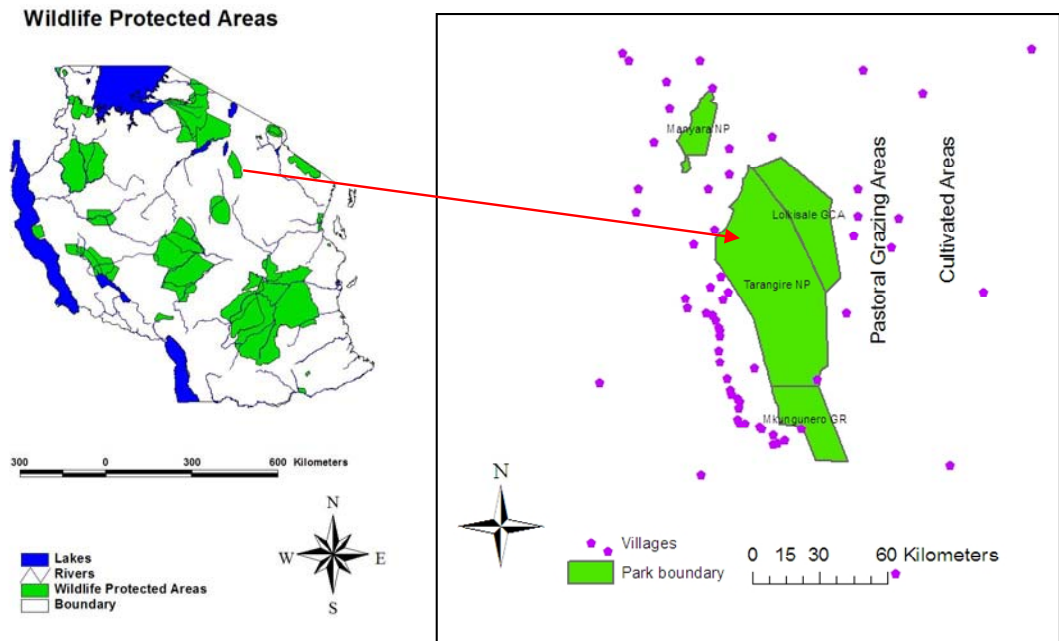 Wildlife Protected Areas
300 0 300 600 Kilometers
N
W E
S
Lakes
Rivers
Wildlife Protected Areas
Boundary
Manyara NP
Lolkisale GCA
Tarangire NP
Mkungunero GR
Pastoral Grazing Areas
Cultivated Areas
N
Villages
Park boundary
0 15 30 60 Kilometers